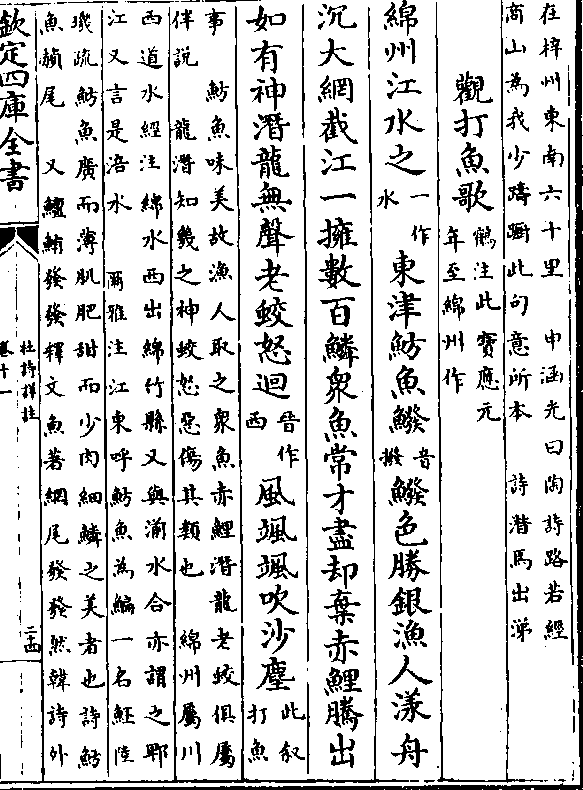 在梓州東南六十里 申涵光曰陶詩路若經
商山為我少躊躇此句意所本 詩潜馬出涕
觀打魚歌 鶴注此寶應元年至綿州作
綿州江水之一作水東津魴魚鱍音撥鱍色勝銀漁人漾舟
沉大網截江一擁數百鱗衆魚常才盡却棄赤鯉騰出
如有神潛龍無聲老蛟怒迴晉作西風颯颯吹沙塵此叙打魚
事 魴魚味美故漁人取之衆魚赤鯉潛龍老蛟俱屬
伴說 龍潛知幾之神蛟怒惡傷其類也 綿州屬川
西道水經注綿水西出綿竹縣又與湔水合亦謂之郫
江又言是涪水 爾雅注江東呼魴魚為鯿一名魾陸
璣疏魴魚廣而薄肌肥甜而少肉細鱗之美者也詩魴
魚赬尾 又鱣鮪發發釋文魚著網尾發發然韓詩外
欽定四庫全書
杜詩詳註
卷十一
二十四